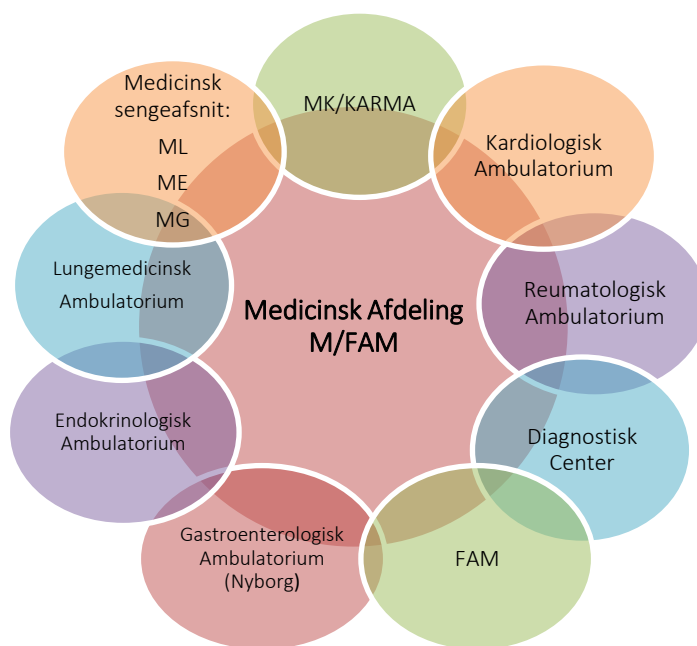 MK/KARMA
Kardiologisk
Ambulatorium
Reumatologisk
Ambulatorium
Diagnostisk
Center
FAM
Gastroenterologisk
Ambulatorium
(Nyborg)
Endokrinologisk
Ambulatorium
Lungemedicinsk
Ambulatorium
Medicinsk
sengeafsnit:
ML
ME
MG
Medicinsk Afdeling
M/FAM